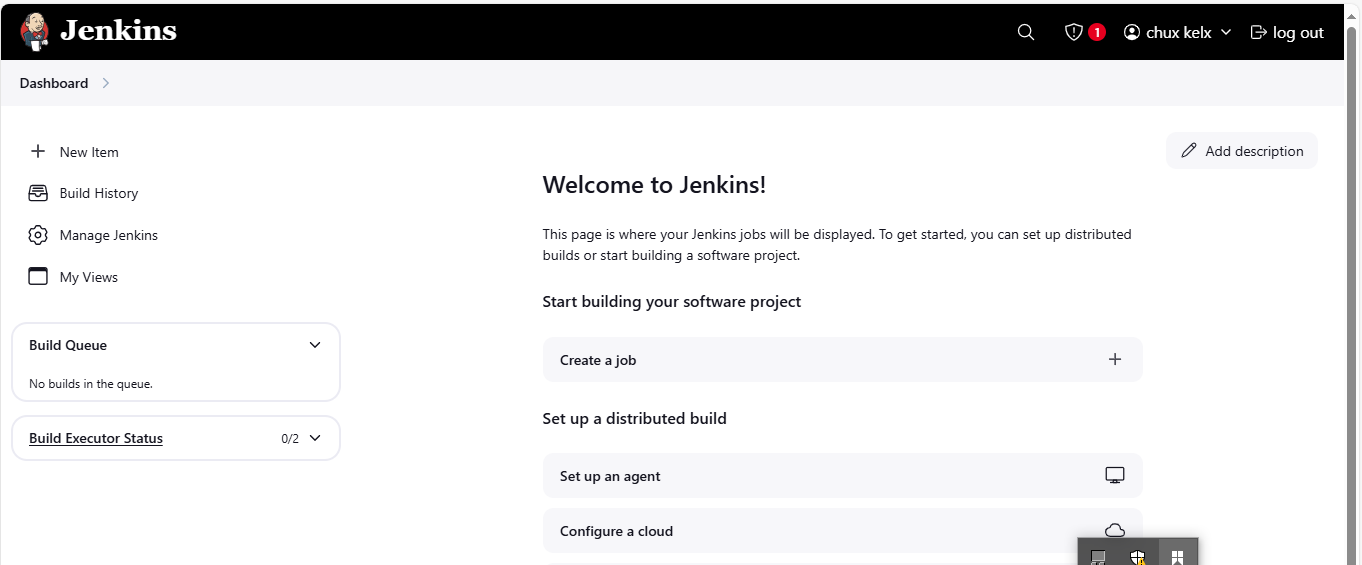 Jenkins
1
chux kelx
log out
Dashboard
New Item
Build History
Manage Jenkins
My Views
Build Queue
No builds in the queue.
Build Executor Status
0/2
Add description
Welcome to Jenkins!
This page is where your Jenkins jobs will be displayed. To get started, you can set up distributed
builds or start building a software project.
Start building your software project
Create a job
Set up a distributed build
Set up an agent
Configure a cloud